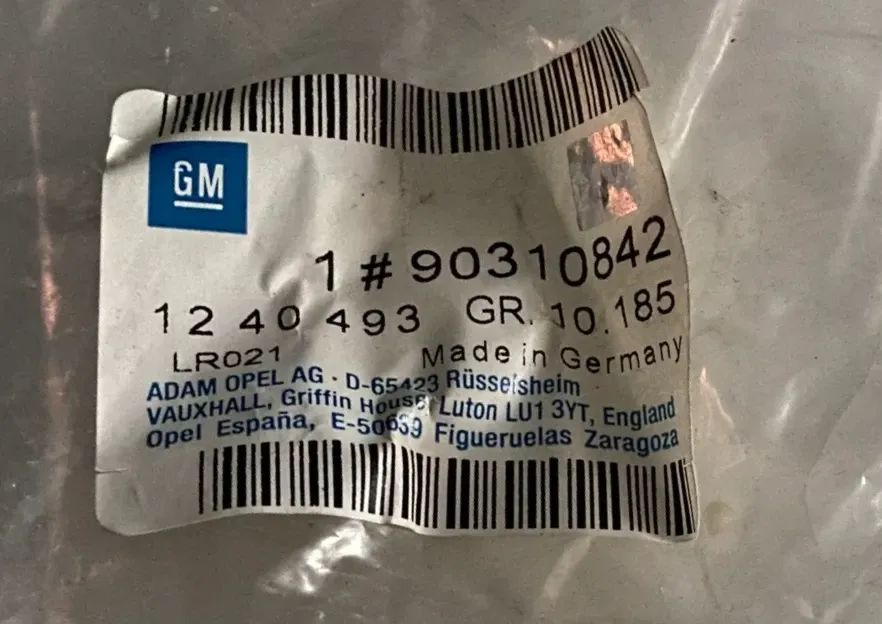 GM
1 # 90310842
12 40 493 GR. 10.185
LR021 Made in Germany
ADAM OPEL AG · D-65423 Rüsselsheim
VAUXHALL, Griffin House, Luton LU1 3YT, England
Opel España, E-50639 Figueruelas Zaragoza